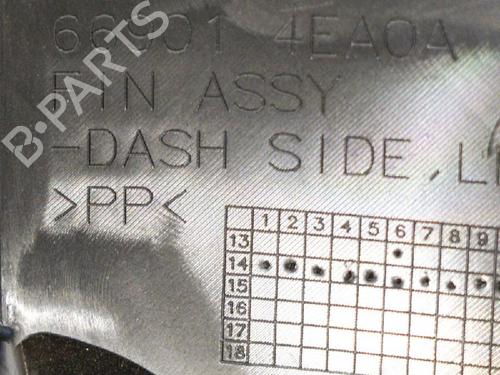 66901 4EA0A
FIN ASSY
-DASH SIDE, L
>PP<
B-PARTS
1 2 3 4 5 6 7 8 9
13
14
15
16
17
18